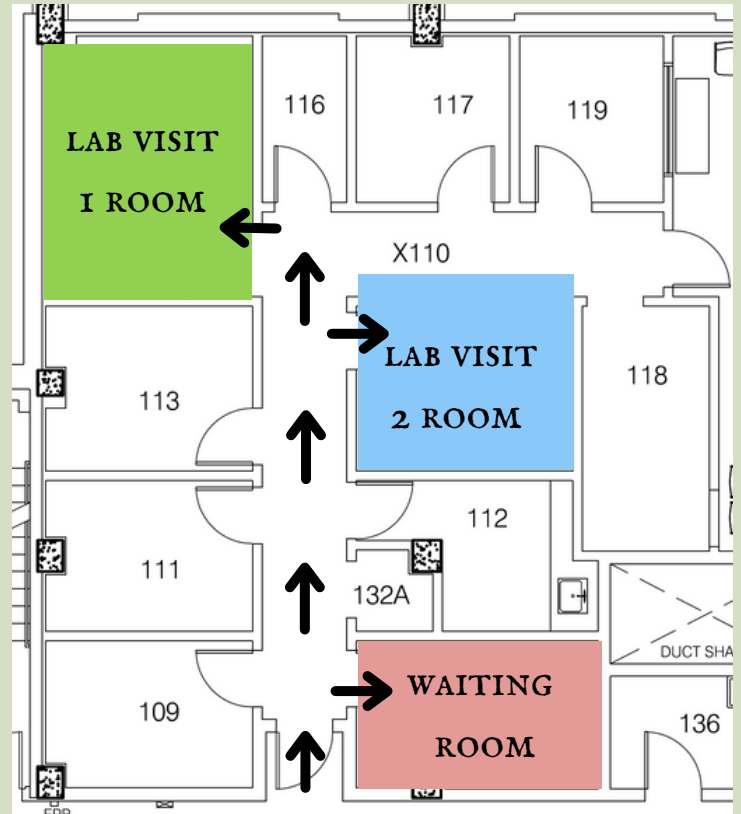 116
117
119
LAB VISIT
1 ROOM
X110
LAB VISIT
2 ROOM
118
113
112
111
132A
DUCT SHA
WAITING
ROOM
109
136